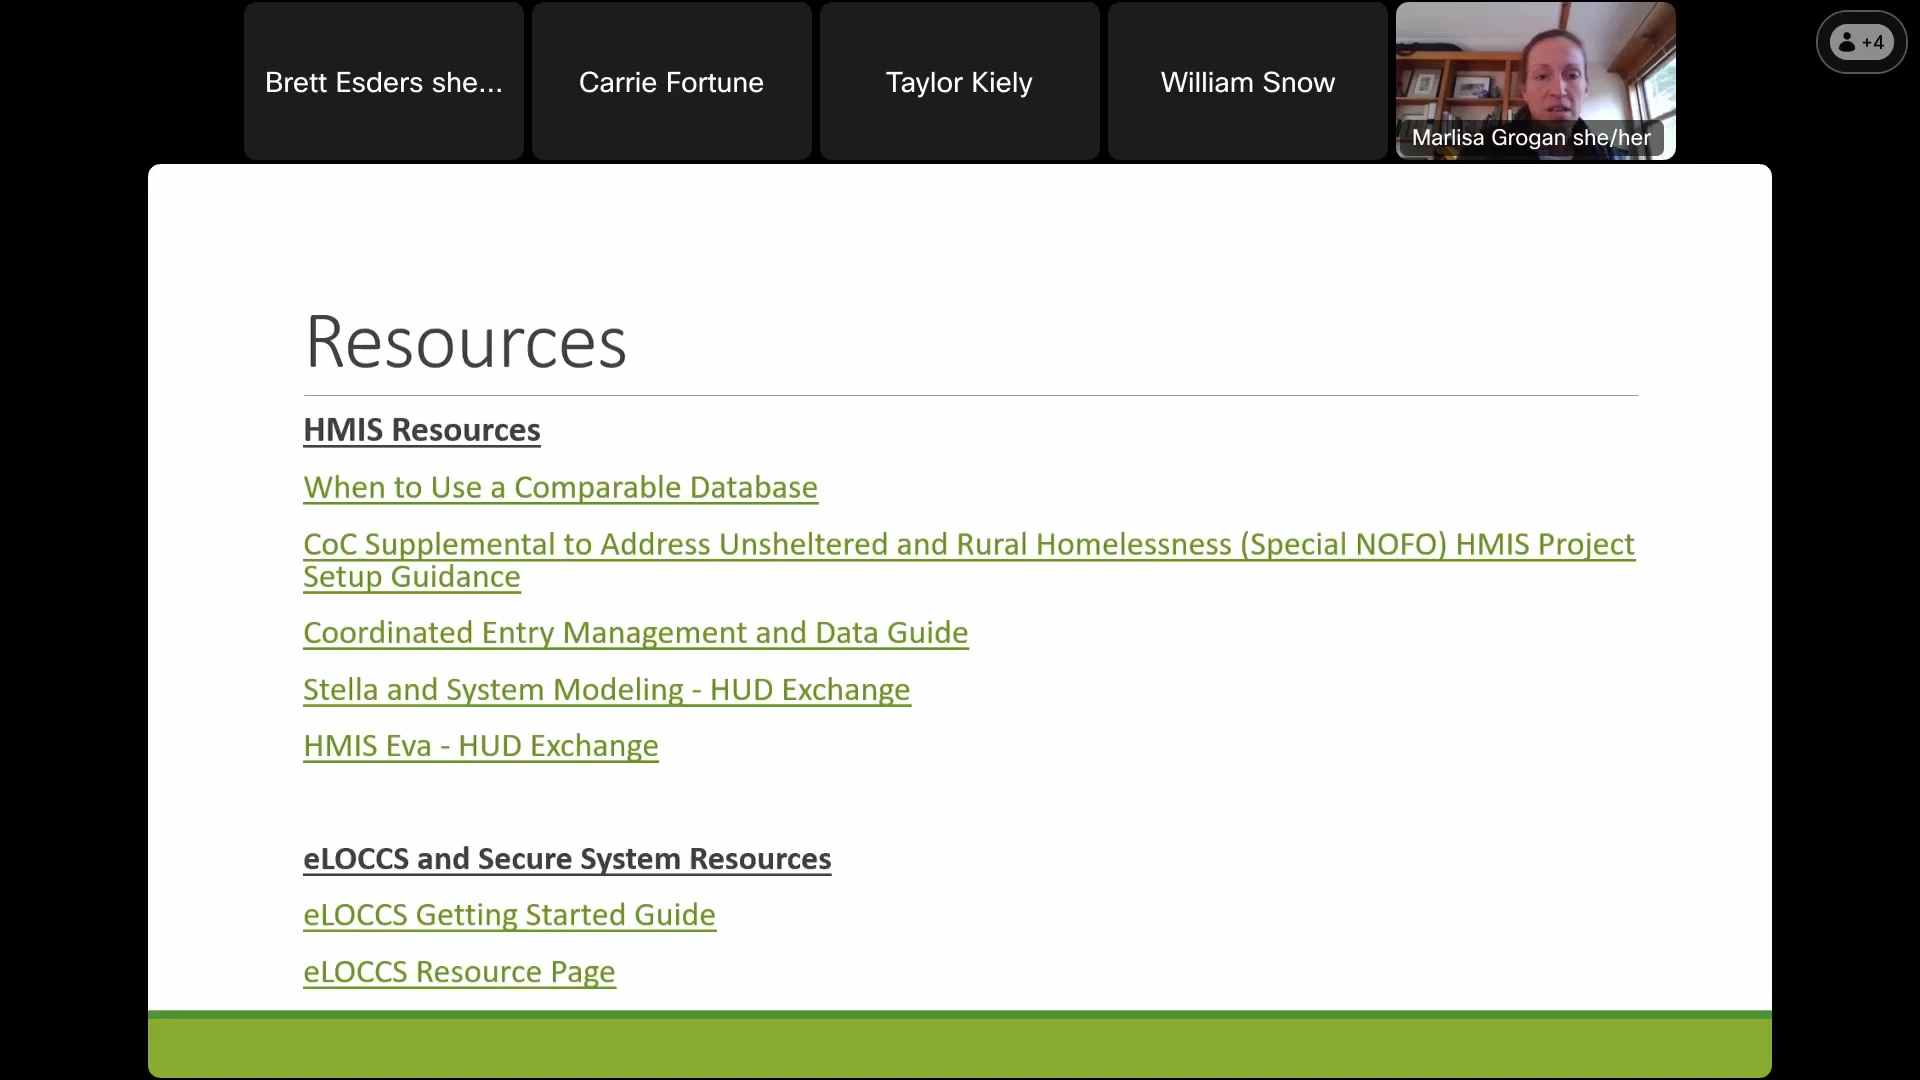 Brett Esders she...
Carrie Fortune
Taylor Kiely
William Snow
Marlisa Grogan she/her
+4
Resources
HMIS Resources
When to Use a Comparable Database
CoC Supplemental to Address Unsheltered and Rural Homelessness (Special NOFO) HMIS Project
Setup Guidance
Coordinated Entry Management and Data Guide
Stella and System Modeling - HUD Exchange
HMIS Eva - HUD Exchange
eLOCCS and Secure System Resources
eLOCCS Getting Started Guide
eLOCCS Resource Page